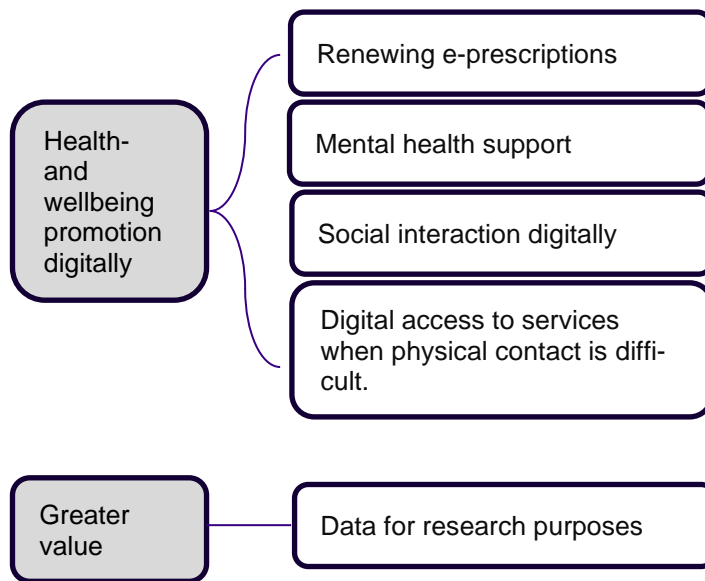 Health-
and
wellbeing
promotion
digitally
Renewing e-prescriptions
Mental health support
Social interaction digitally
Digital access to services
when physical contact is diffi-
cult.
Greater
value
Data for research purposes